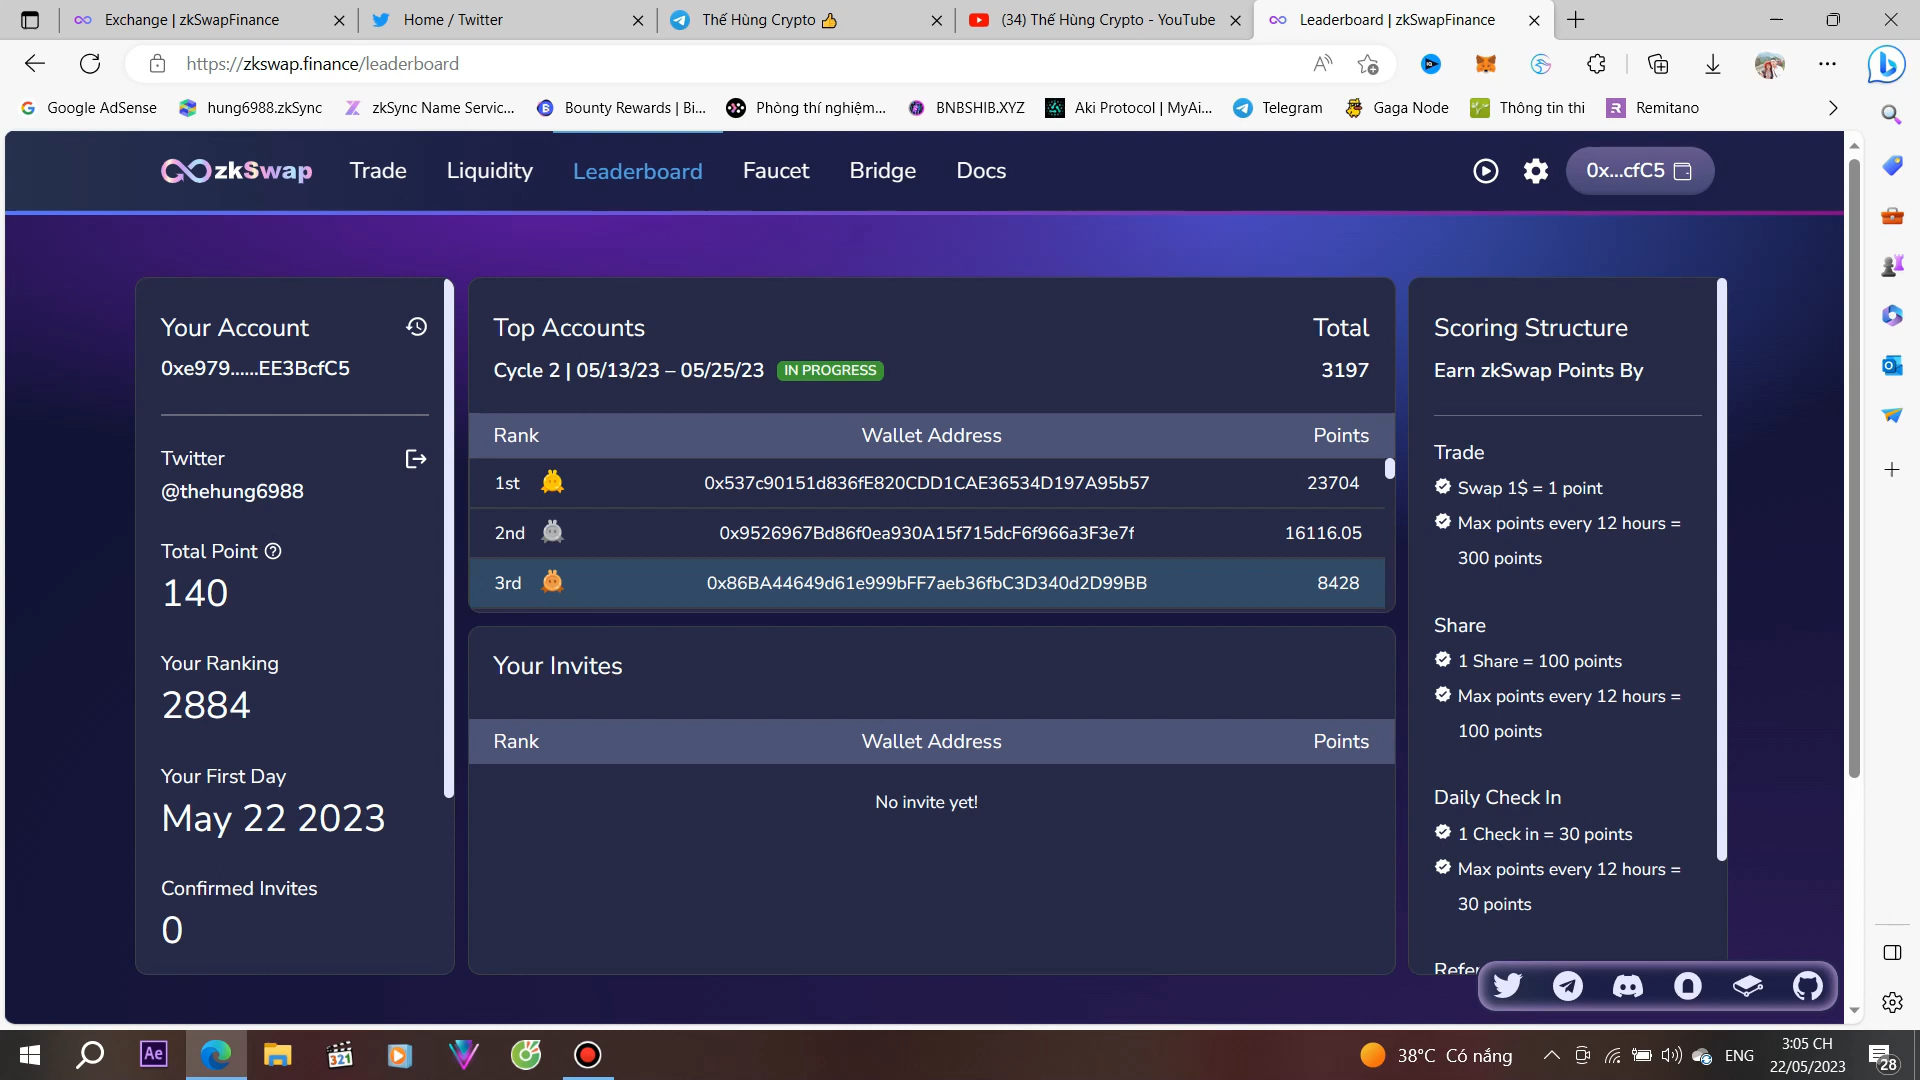 Exchange | zkSwapFinance
Home / Twitter
Thế Hùng Crypto 👍
(34) Thế Hùng Crypto - YouTube
Leaderboard | zkSwapFinance
https://zkswap.finance/leaderboard
Google AdSense
hung6988.zkSync
zkSync Name Servic...
Bounty Rewards | Bi...
Phòng thí nghiệm...
BNBSHIB.XYZ
Aki Protocol | MyAi...
Telegram
Gaga Node
Thông tin thi
Remitano
zkSwap
Trade
Liquidity
Leaderboard
Faucet
Bridge
Docs
0x...cfC5
Your Account
0xe979......EE3BcfC5
Twitter
@thehung6988
Total Point
140
Your Ranking
2884
Your First Day
May 22 2023
Confirmed Invites
0
Top Accounts Total
Cycle 2 | 05/13/23 – 05/25/23 IN PROGRESS 3197
Rank Wallet Address Points
1st 0x537c90151d836fE820CDD1CAE36534D197A95b57 23704
2nd 0x9526967Bd86f0ea930A15f715dcF6f966a3F3e7f 16116.05
3rd 0x86BA44649d61e999bFF7aeb36fbC3D340d2D99BB 8428
Your Invites
Rank Wallet Address Points
No invite yet!
Scoring Structure
Earn zkSwap Points By
Trade
Swap 1$ = 1 point
Max points every 12 hours =
300 points
Share
1 Share = 100 points
Max points every 12 hours =
100 points
Daily Check In
1 Check in = 30 points
Max points every 12 hours =
30 points
Ae
321
38°C Có nắng
ENG
3:05 CH
22/05/2023
28